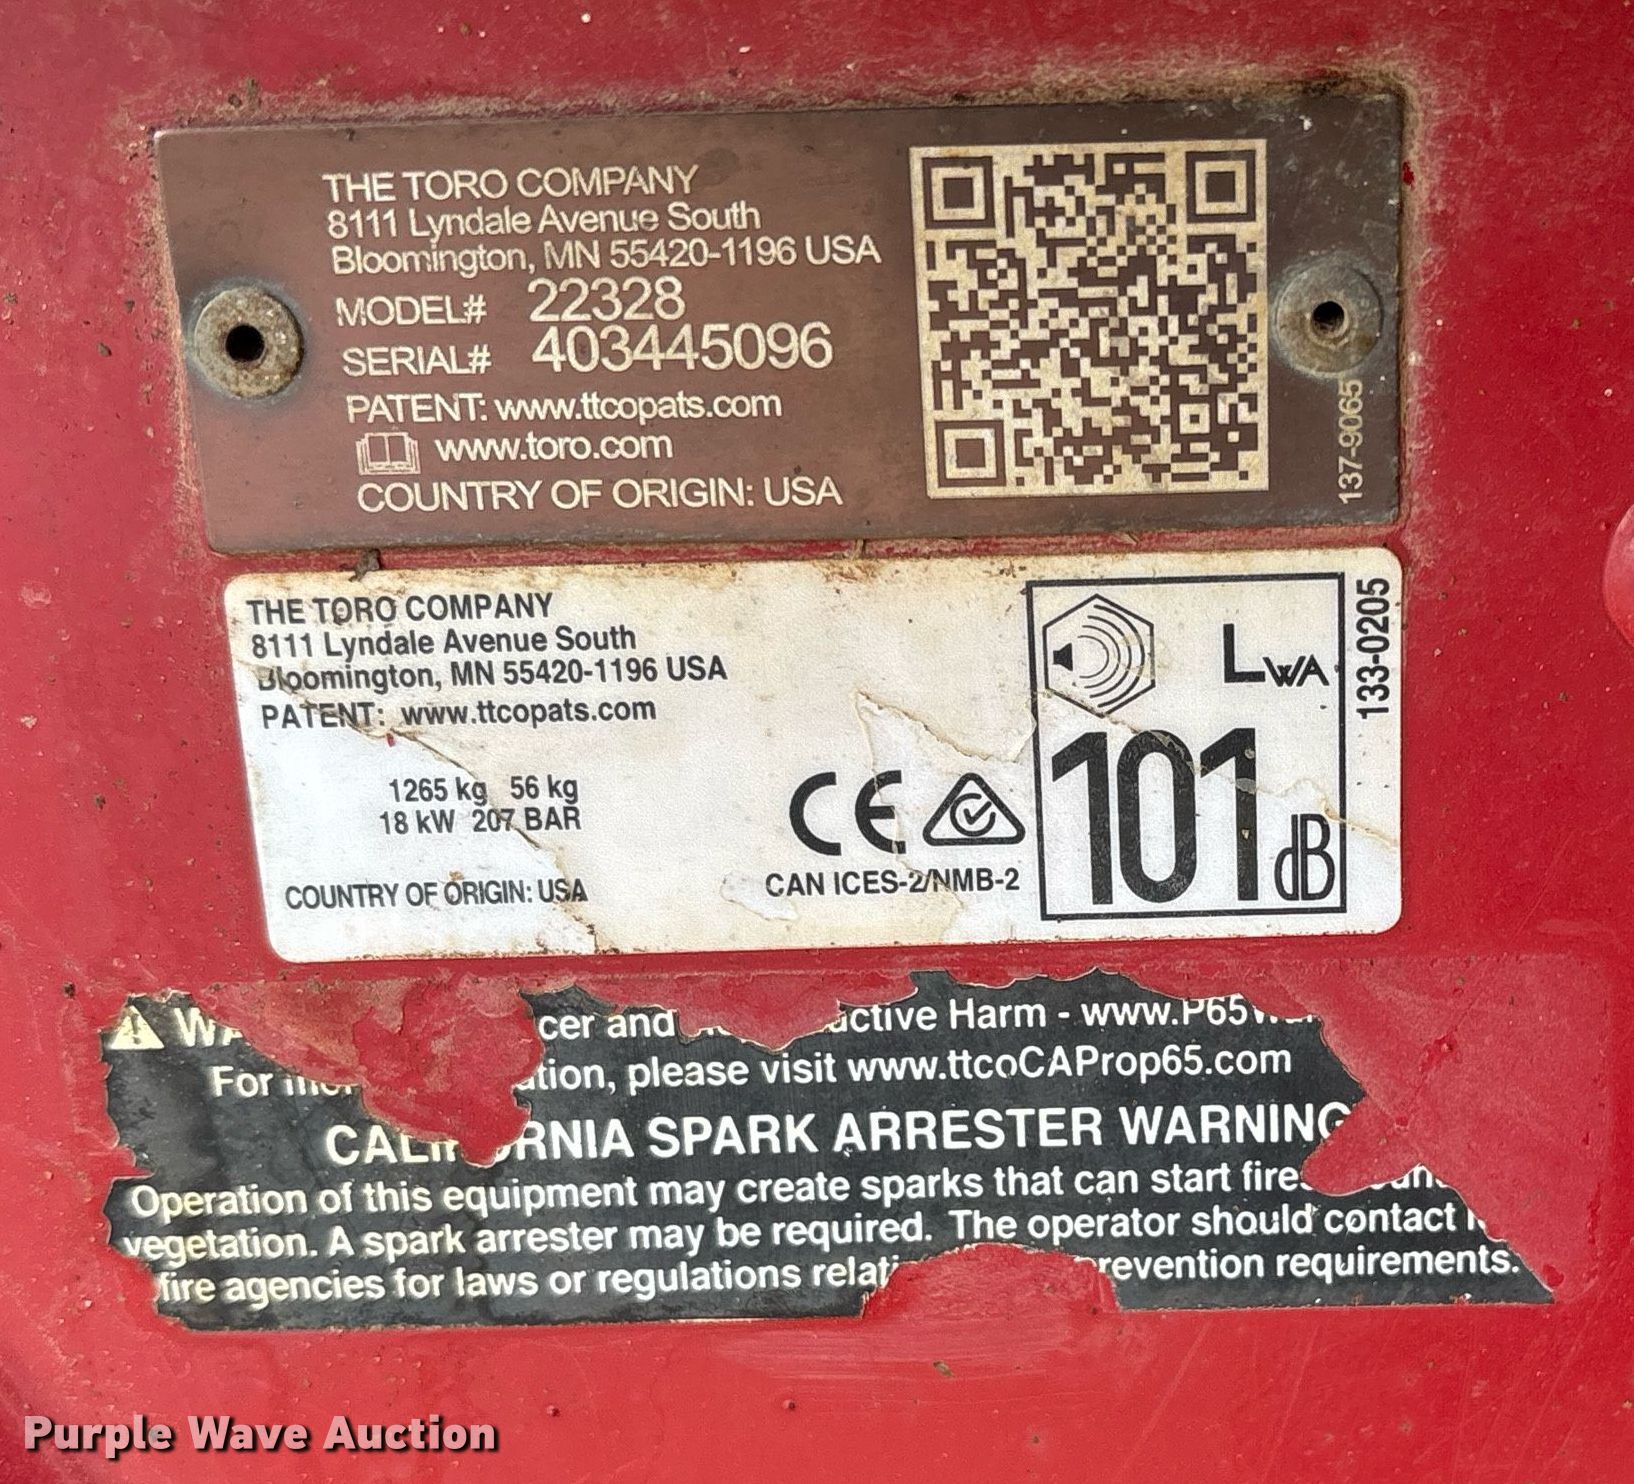 THE TORO COMPANY
8111 Lyndale Avenue South
Bloomington, MN 55420-1196 USA
MODEL# 22328
SERIAL# 403445096
PATENT: www.ttcopats.com
www.toro.com
COUNTRY OF ORIGIN: USA
137-9065
THE TORO COMPANY
8111 Lyndale Avenue South
Bloomington, MN 55420-1196 USA
PATENT: www.ttcopats.com
1265 kg 56 kg
18 kW 207 BAR
COUNTRY OF ORIGIN: USA
CE
CAN ICES-2/NMB-2
LWA
101 dB
133-0205
cer and ctive Harm - www.P65
For tion, please visit www.ttcoCAProp65.com
CALIFORNIA SPARK ARRESTER WARNING
Operation of this equipment may create sparks that can start fire
vegetation. A spark arrester may be required. The operator should contact
fire agencies for laws or regulations relati revention requirements.
Purple Wave Auction